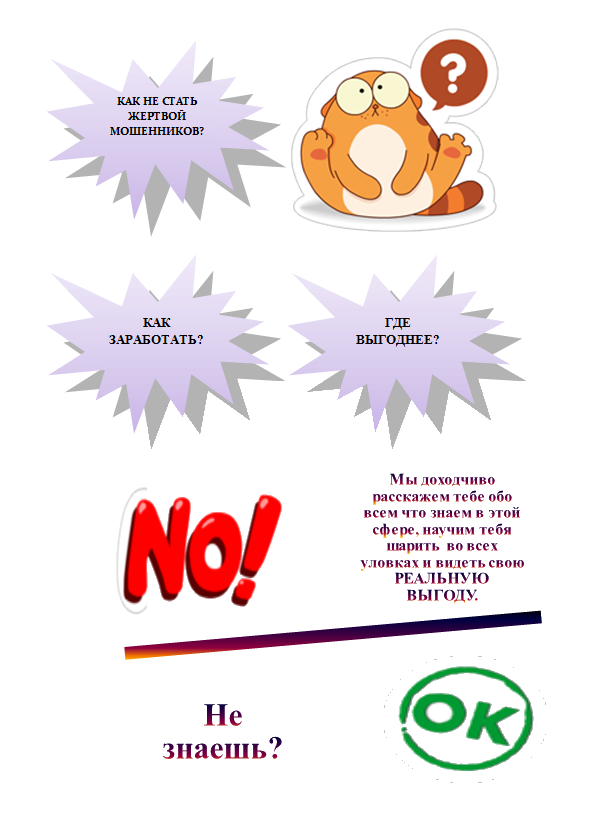 КАК НЕ СТАТЬ
ЖЕРТВОЙ
МОШЕННИКОВ?
?
КАК
ЗАРАБОТАТЬ?
ГДЕ
ВЫГОДНЕЕ?
NO!
Мы доходчиво
расскажем тебе обо
всем что знаем в этой
сфере, научим тебя
шарить во всех
уловках и видеть свою
РЕАЛЬНУЮ
ВЫГОДУ.
Не
знаешь?
OK